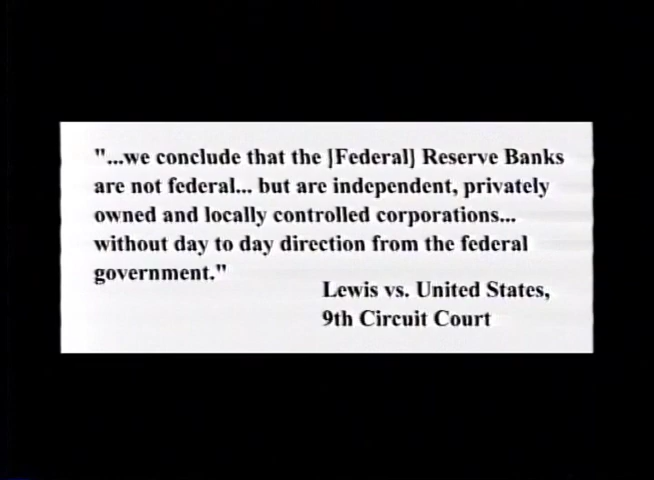 "...we conclude that the [Federal] Reserve Banks
are not federal... but are independent, privately
owned and locally controlled corporations...
without day to day direction from the federal
government."
Lewis vs. United States,
9th Circuit Court